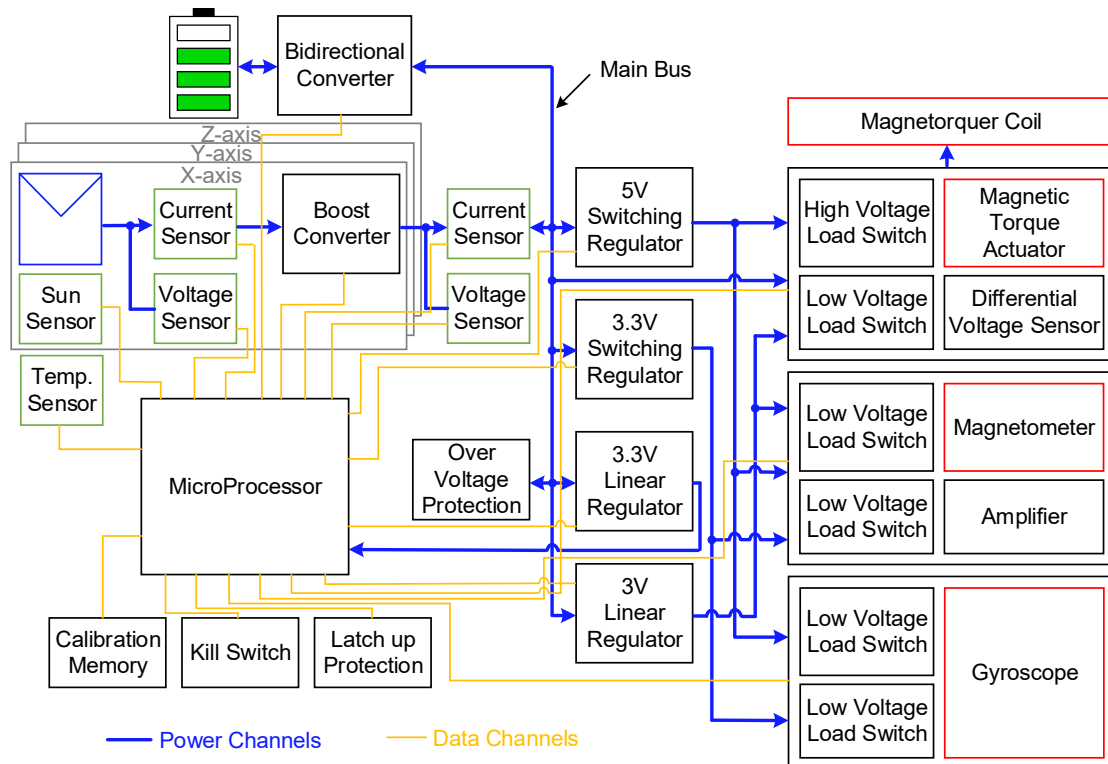 Bidirectional
Converter
Main Bus
Z-axis
Y-axis
X-axis
Current
Sensor
Boost
Converter
Current
Sensor
Sun
Sensor
Voltage
Sensor
Voltage
Sensor
Temp.
Sensor
MicroProcessor
Over
Voltage
Protection
Calibration
Memory
Kill Switch
Latch up
Protection
5V
Switching
Regulator
3.3V
Switching
Regulator
3.3V
Linear
Regulator
3V
Linear
Regulator
Magnetorquer Coil
High Voltage
Load Switch
Magnetic
Torque
Actuator
Low Voltage
Load Switch
Differential
Voltage Sensor
Low Voltage
Load Switch
Magnetometer
Low Voltage
Load Switch
Amplifier
Low Voltage
Load Switch
Gyroscope
Low Voltage
Load Switch
Power Channels
Data Channels